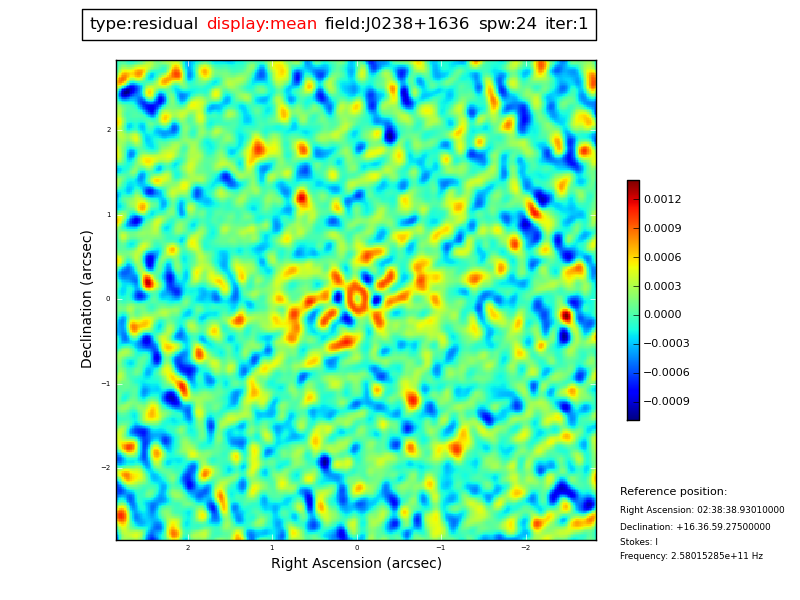 type:residual display:mean field:J0238+1636 spw:24 iter:1
2
1
0
−1
−2
Declination (arcsec)
2 1 0 −1 −2
Right Ascension (arcsec)
0.0012
0.0009
0.0006
0.0003
0.0000
−0.0003
−0.0006
−0.0009
Reference position:
Right Ascension: 02:38:38.93010000
Declination: +16.36.59.27500000
Stokes: I
Frequency: 2.58015285e+11 Hz